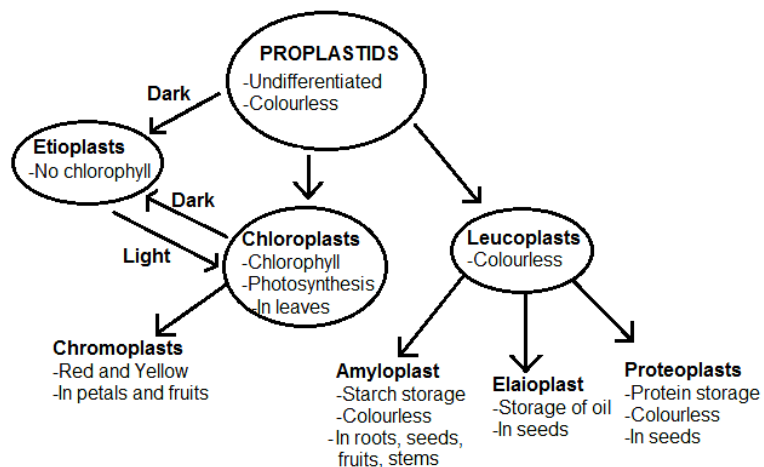 PROPLASTIDS
-Undifferentiated
-Colourless
Dark
Etioplasts
-No chlorophyll
Dark
Light
Chloroplasts
-Chlorophyll
-Photosynthesis
-In leaves
Leucoplasts
-Colourless
Chromoplasts
-Red and Yellow
-In petals and fruits
Amyloplast
-Starch storage
-Colourless
-In roots, seeds,
fruits, stems
Elaioplast
-Storage of oil
-In seeds
Proteoplasts
-Protein storage
-Colourless
-In seeds